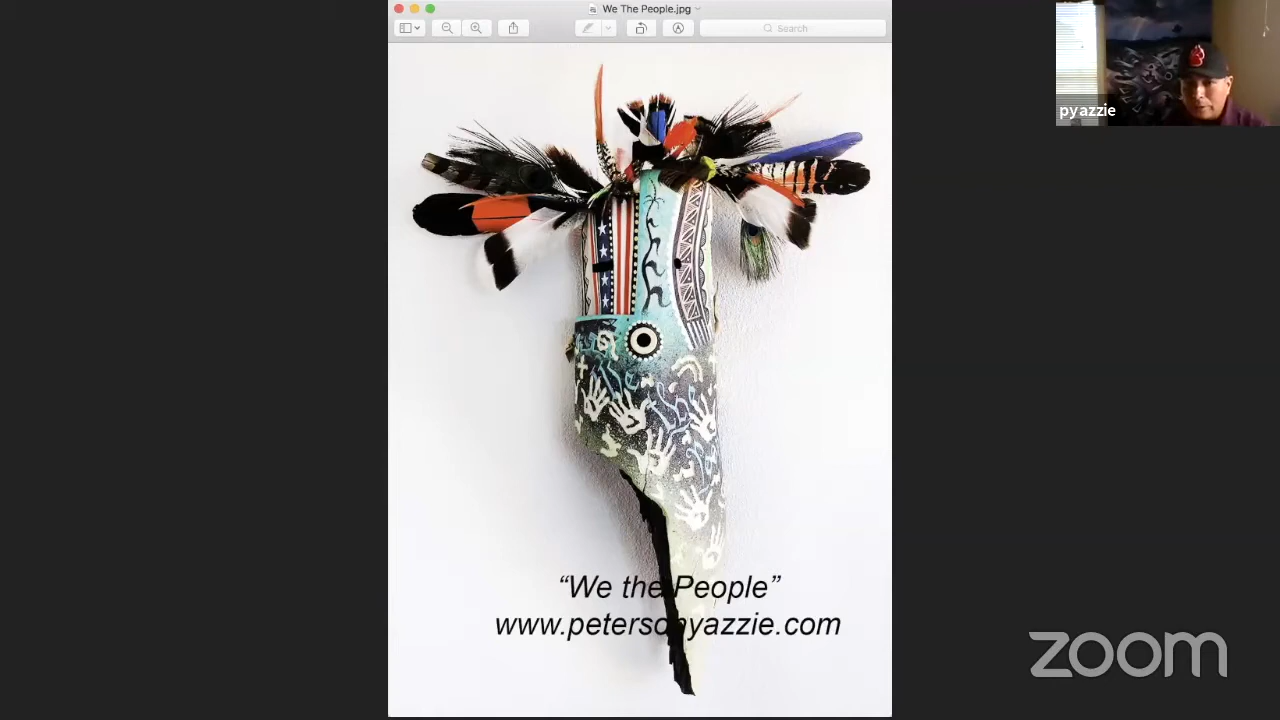 We The People.jpg
Search
pyazzie
“We the People”
www.petersonyazzie.com
zoom